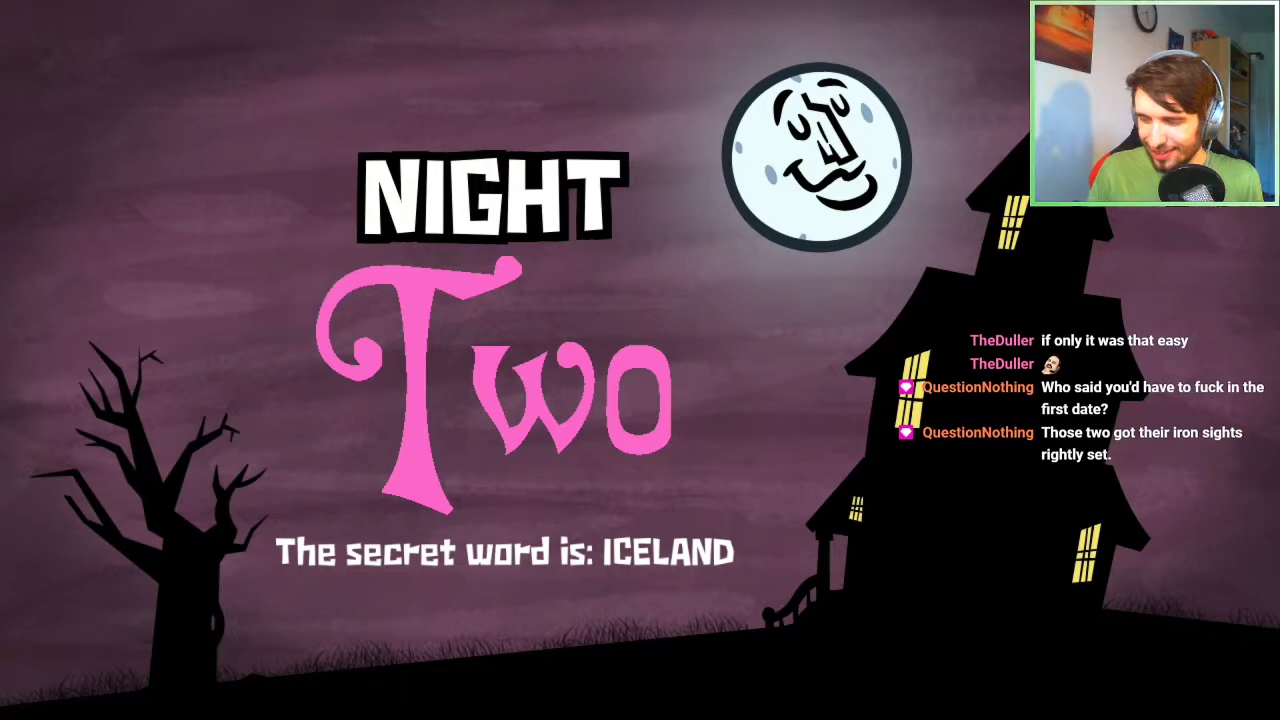 NIGHT
Two
The secret word is: ICELAND
TheDuller if only it was that easy
TheDuller
QuestionNothing Who said you'd have to fuck in the
first date?
QuestionNothing Those two got their iron sights
rightly set.